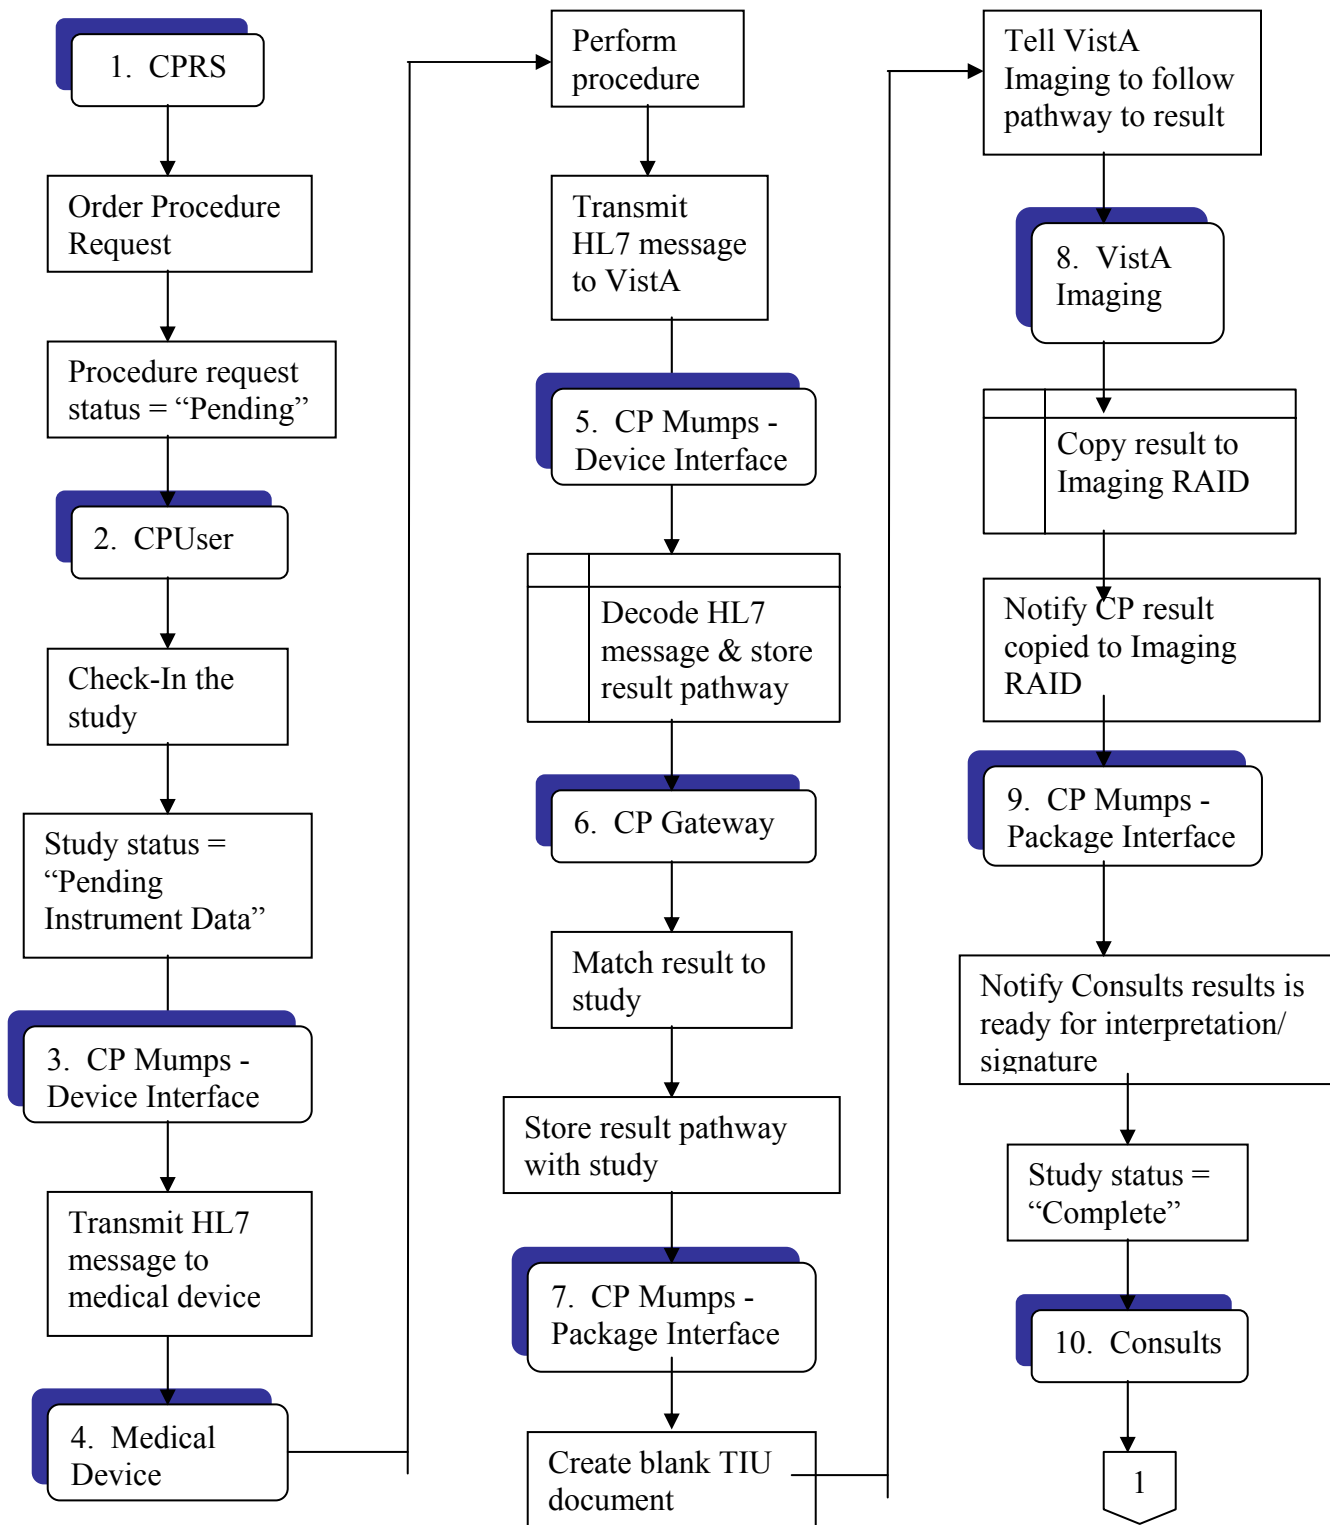 1. CPRS
Order Procedure
Request
Procedure request
status = “Pending”
2. CPUser
Check-In the
study
Study status =
“Pending
Instrument Data”
3. CP Mumps -
Device Interface
Transmit HL7
message to
medical device
4. Medical
Device
Perform
procedure
Transmit
HL7 message
to VistA
5. CP Mumps -
Device Interface
Decode HL7
message & store
result pathway
6. CP Gateway
Match result to
study
Store result pathway
with study
7. CP Mumps -
Package Interface
Create blank TIU
document
Tell VistA
Imaging to follow
pathway to result
8. VistA
Imaging
Copy result to
Imaging RAID
Notify CP result
copied to Imaging
RAID
9. CP Mumps -
Package Interface
Notify Consults results is
ready for interpretation/
signature
Study status =
“Complete”
10. Consults
1